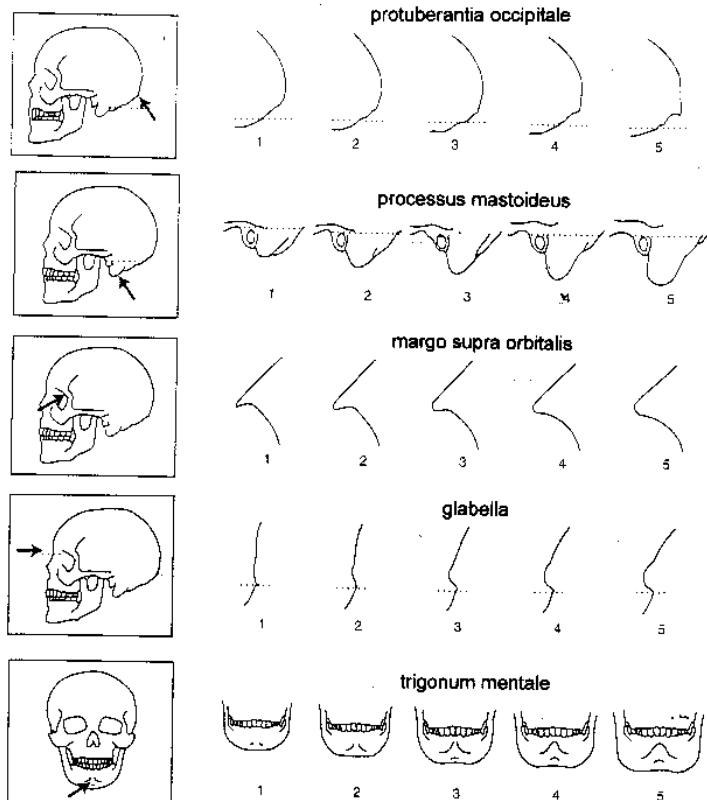 protuberantia occipitale
1 2 3 4 5
processus mastoideus
1 2 3 4 5
margo supra orbitalis
1 2 3 4 5
glabella
1 2 3 4 5
trigonum mentale
1 2 3 4 5